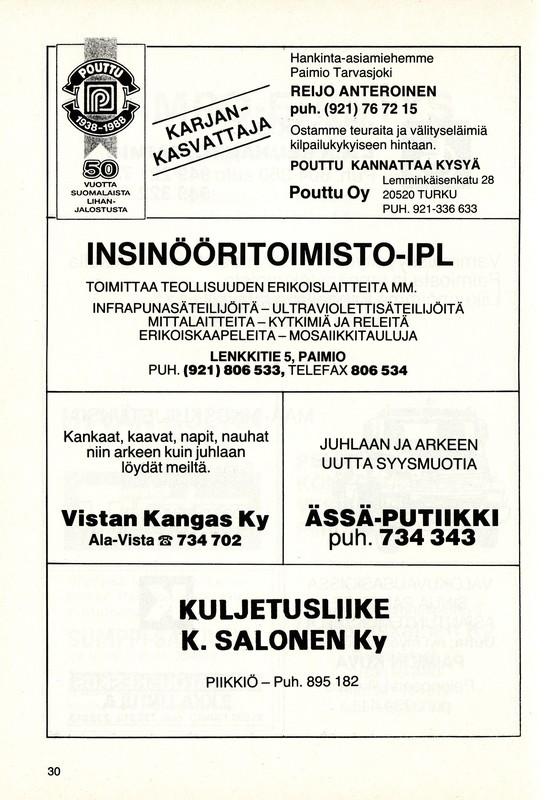 POUTTU
P
1938-1988
50
VUOTTA
SUOMALAISTA
LIHAN-
JALOSTUSTA
KARJAN-
KASVATTAJA
Hankinta-asiamiehemme
Paimio Tarvasjoki
REIJO ANTEROINEN
puh. (921) 76 72 15
Ostamme teuraita ja välityseläimiä
kilpailukykyiseen hintaan.
POUTTU KANNATTAA KYSYÄ
Pouttu Oy
Lemminkäisenkatu 28
20520 TURKU
PUH. 921-336 633
INSINÖÖRITOIMISTO-IPL
TOIMITTAA TEOLLISUUDEN ERIKOISLAITTEITA MM.
INFRAPUNASÄTEILIJÖITÄ – ULTRAVIOLETTISÄTEILIJÖITÄ
MITTALAITTEITA – KYTKIMIÄ JA RELEITÄ
ERIKOISKAAPELEITA – MOSAIIKKITAULUJA
LENKKITIE 5, PAIMIO
PUH. (921) 806 533, TELEFAX 806 534
Kankaat, kaavat, napit, nauhat
niin arkeen kuin juhlaan
löydät meiltä.
Vistan Kangas Ky
Ala-Vista ☎ 734 702
JUHLAAN JA ARKEEN
UUTTA SYYSMUOTIA
ÄSSÄ-PUTIIKKI
puh. 734 343
KULJETUSLIIKE
K. SALONEN Ky
PIIKKIÖ – Puh. 895 182
30